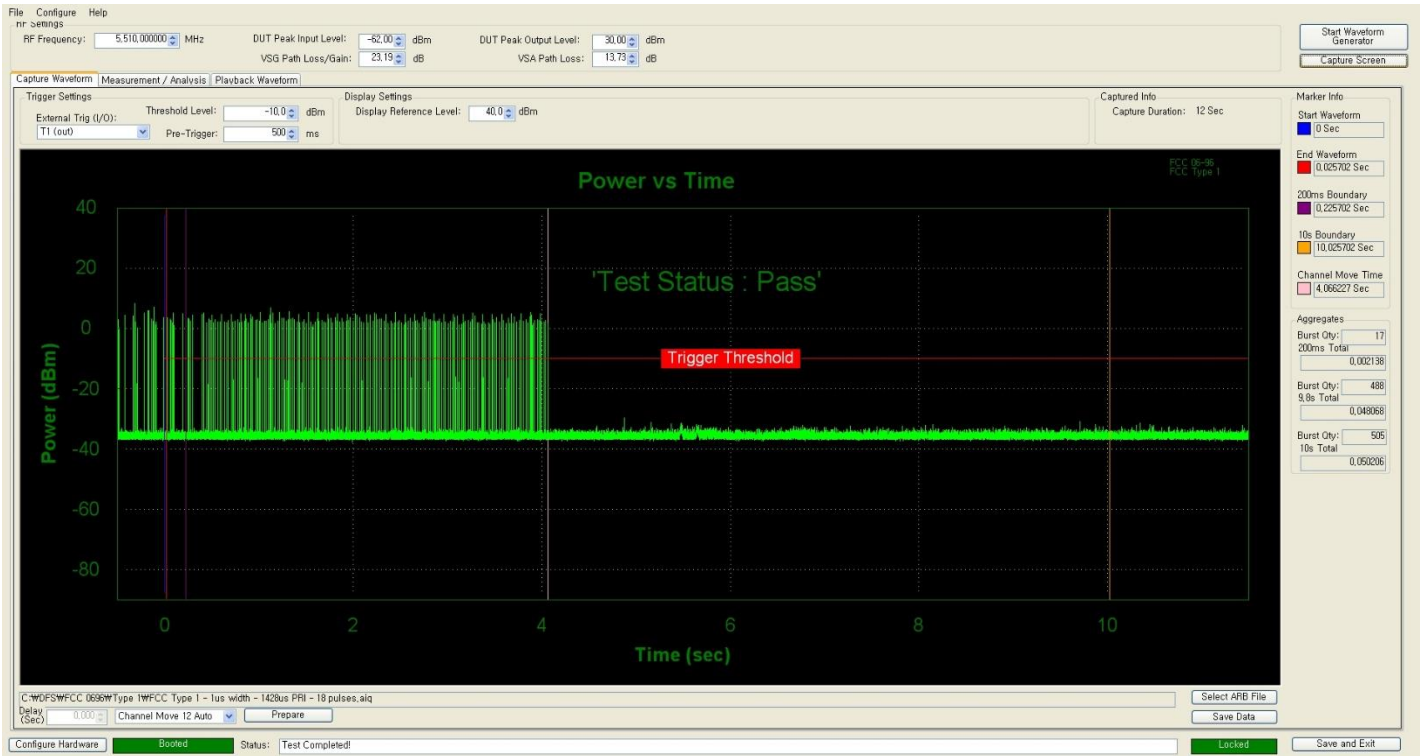 File Configure Help
RF Settings
RF Frequency: 5.510,000000 MHz DUT Peak Input Level: -62,00 dBm DUT Peak Output Level: 30,00 dBm
VSG Path Loss/Gain: 23,19 dB VSA Path Loss: 13,73 dB
Start Waveform Generator
Capture Screen
Capture Waveform Measurement / Analysis Playback Waveform
Trigger Settings
External Trig (I/O): Threshold Level: -10,0 dBm
T1 (out) Pre-Trigger: 500 ms
Display Settings
Display Reference Level: 40,0 dBm
Captured Info
Capture Duration: 12 Sec
Marker Info
Start Waveform
0 Sec
End Waveform
0,025702 Sec
200ms Boundary
0,225702 Sec
10s Boundary
10,025702 Sec
Channel Move Time
4,066227 Sec
Aggregates
Burst Qty: 17
200ms Total
0,002138
Burst Qty: 488
9,8s Total
0,048068
Burst Qty: 505
10s Total
0,050206
FCC 06-96
FCC Type 1
Power vs Time
'Test Status : Pass'
Trigger Threshold
Power (dBm)
40
20
0
-20
-40
-60
-80
0 2 4 6 8 10
Time (sec)
C:₩DFS₩FCC 0696₩Type 1₩FCC Type 1 - 1us width - 1428us PRI - 18 pulses,aiq
Select ARB File
Delay (Sec) 0,000 Channel Move 12 Auto Prepare
Save Data
Configure Hardware Booted Status: Test Completed! Locked Save and Exit